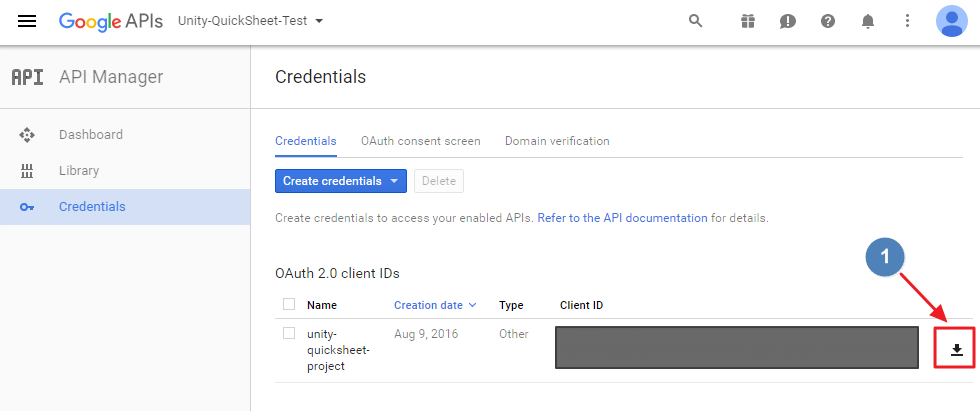 Google APIs Unity-QuickSheet-Test
API API Manager
Credentials
Dashboard
Library
Credentials
Credentials OAuth consent screen Domain verification
Create credentials Delete
Create credentials to access your enabled APIs. Refer to the API documentation for details.
1
OAuth 2.0 client IDs
Name Creation date Type Client ID
unity-
quicksheet-
project
Aug 9, 2016 Other